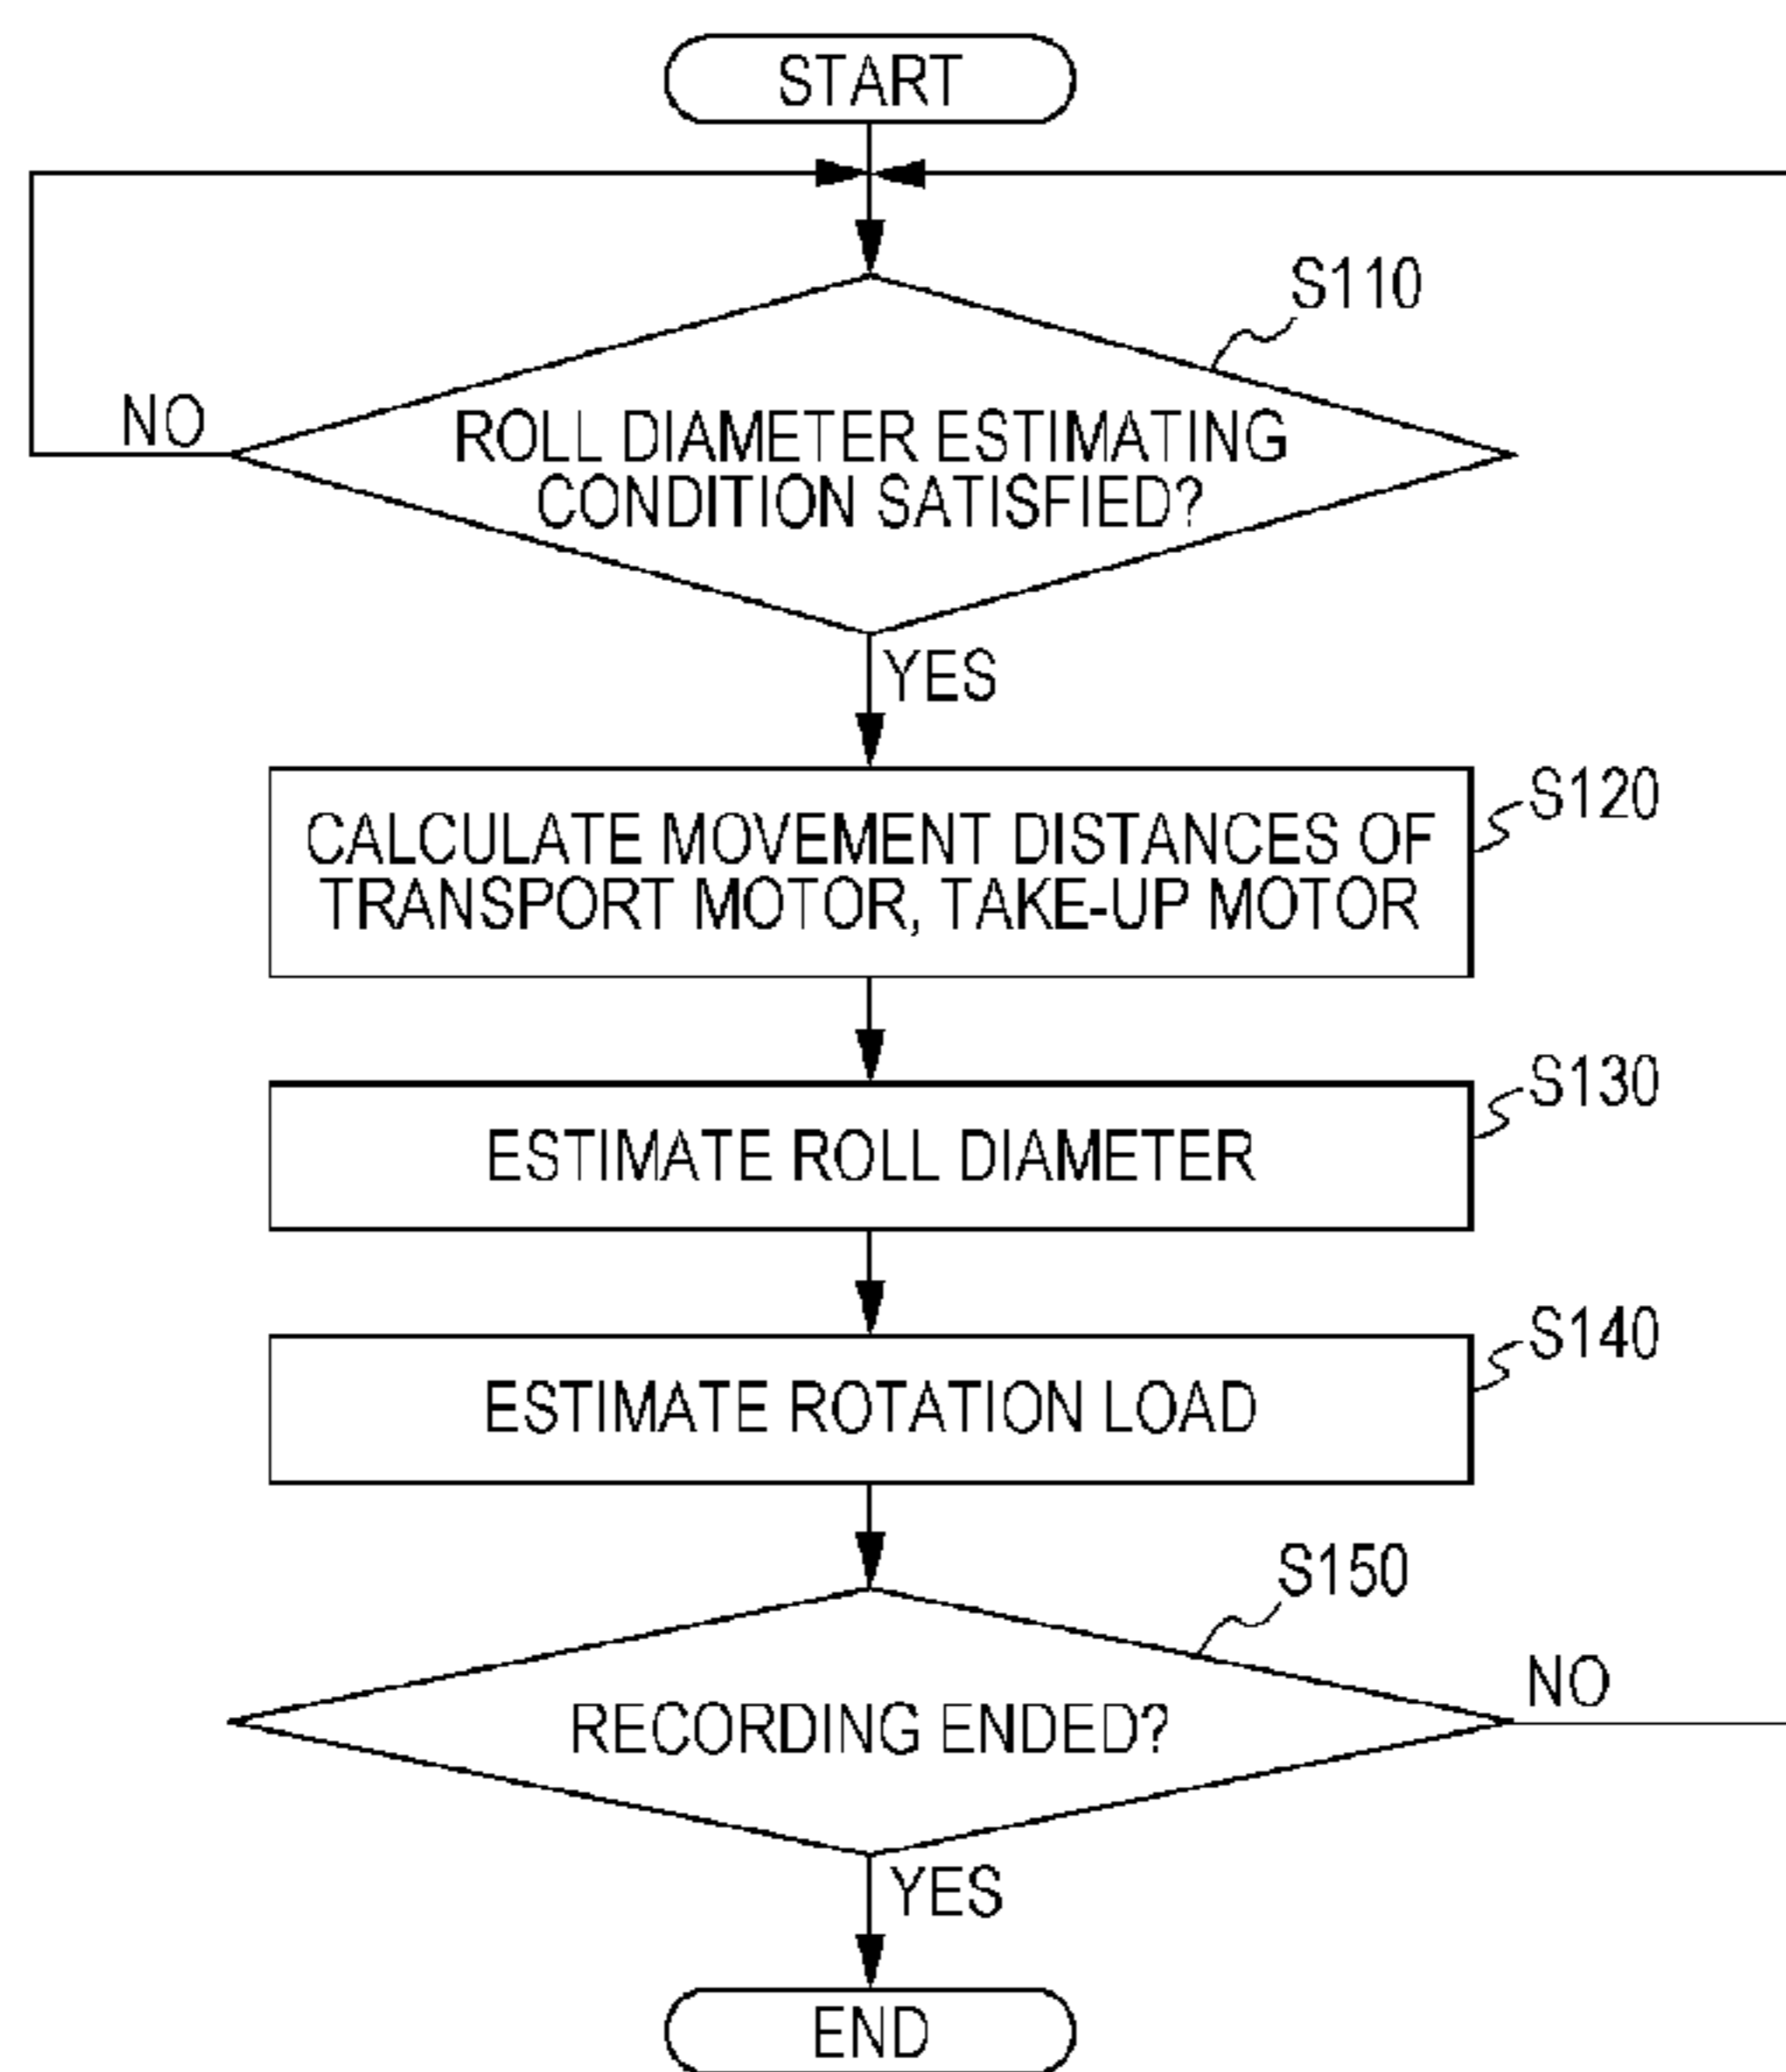 START
S110
NO
ROLL DIAMETER ESTIMATING
CONDITION SATISFIED?
YES
S120
CALCULATE MOVEMENT DISTANCES OF
TRANSPORT MOTOR, TAKE-UP MOTOR
S130
ESTIMATE ROLL DIAMETER
S140
ESTIMATE ROTATION LOAD
S150
NO
RECORDING ENDED?
YES
END